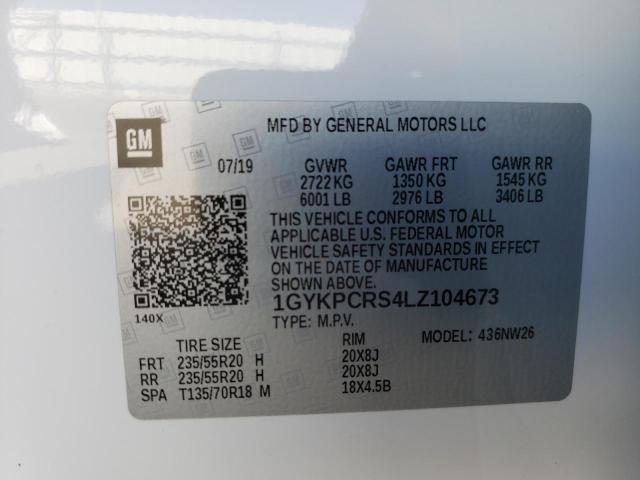 GM
MFD BY GENERAL MOTORS LLC
07/19 GVWR GAWR FRT GAWR RR
2722 KG 1350 KG 1545 KG
6001 LB 2976 LB 3406 LB
THIS VEHICLE CONFORMS TO ALL
APPLICABLE U.S. FEDERAL MOTOR
VEHICLE SAFETY STANDARDS IN EFFECT
ON THE DATE OF MANUFACTURE
SHOWN ABOVE.
1GYKPCRS4LZ104673
140X
TYPE: M.P.V. MODEL: 436NW26
TIRE SIZE RIM
FRT 235/55R20 H 20X8J
RR 235/55R20 H 20X8J
SPA T135/70R18 M 18X4.5B